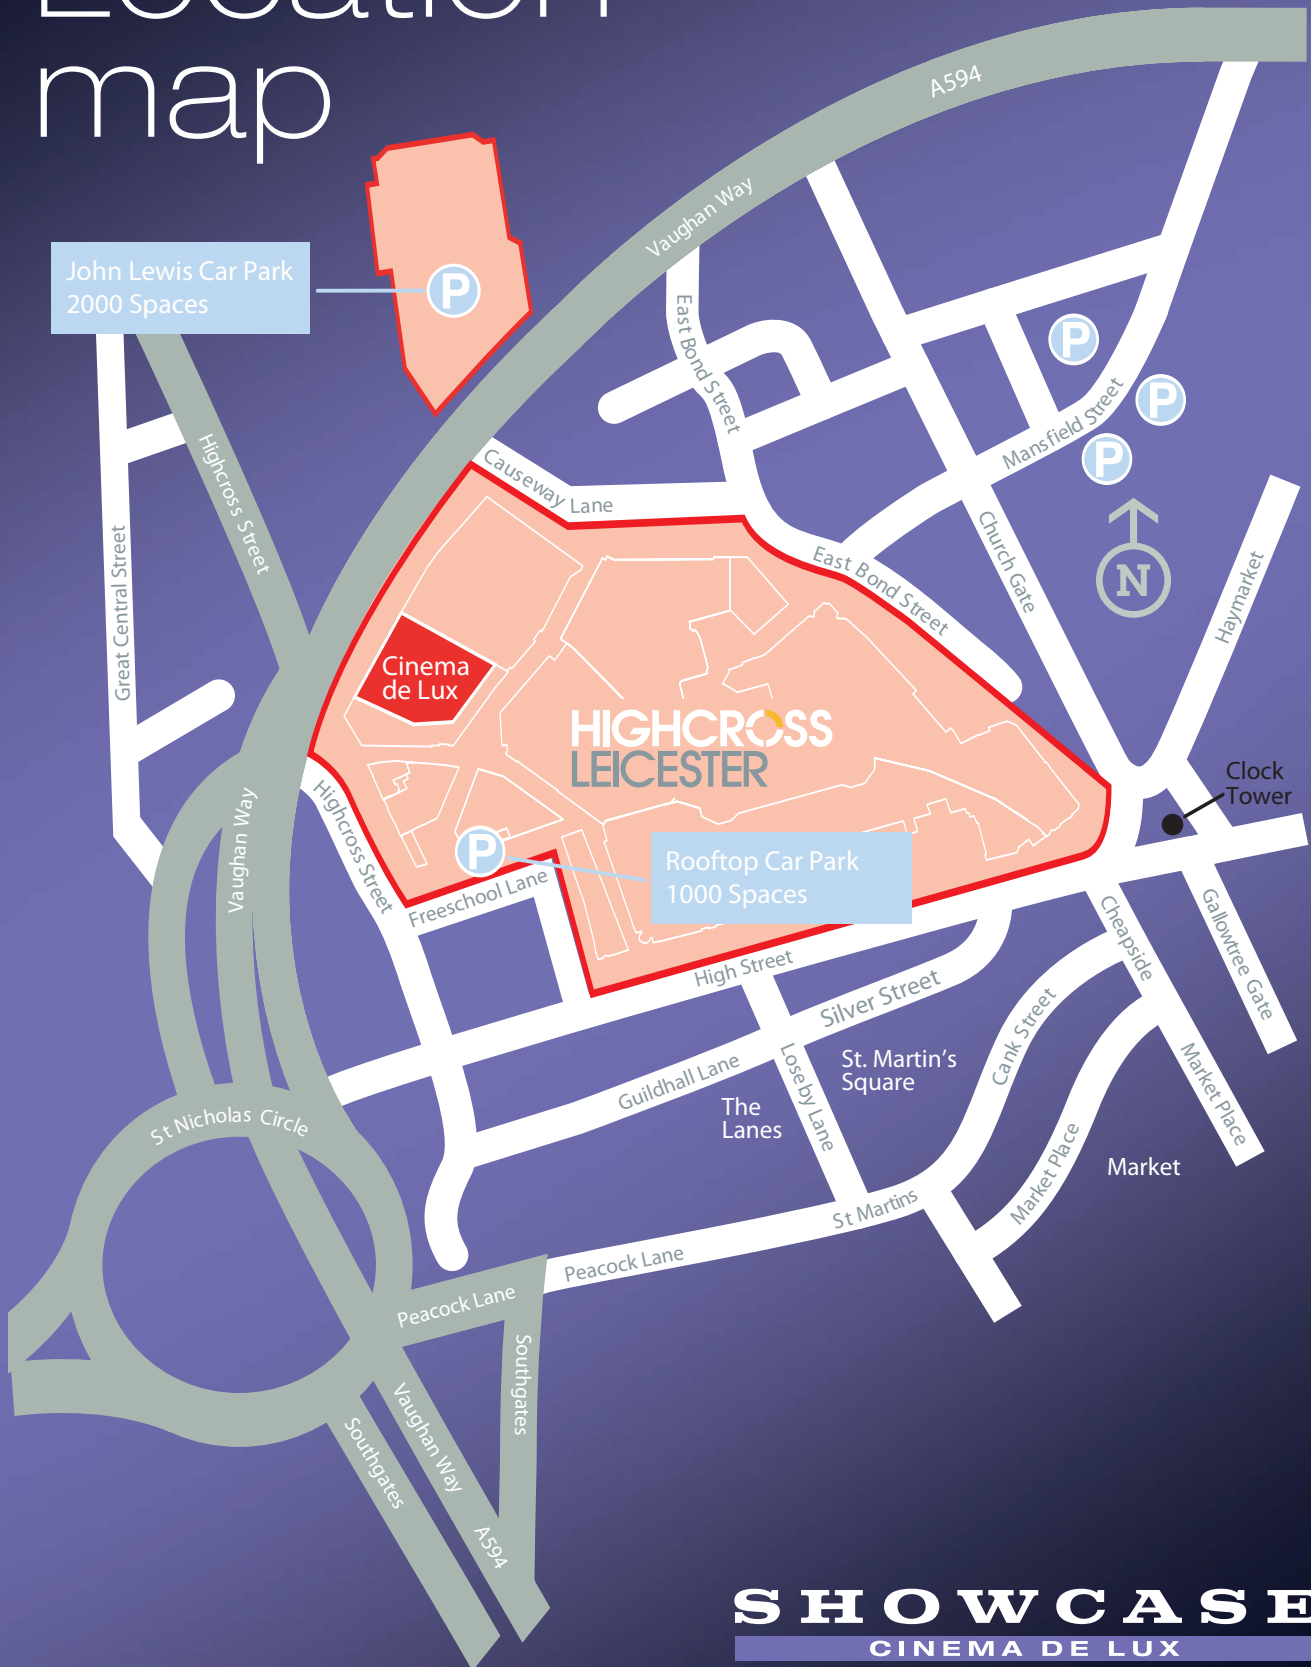 Location
map
A594
Vaughan Way
John Lewis Car Park
2000 Spaces
P
East Bond Street
P
P
P
Mansfield Street
Highcross Street
Causeway Lane
Great Central Street
East Bond Street
Church Gate
N
Haymarket
Cinema
de Lux
HIGHCROSS
LEICESTER
Clock
Tower
Vaughan Way
Highcross Street
P
Rooftop Car Park
1000 Spaces
Freeschool Lane
High Street
Silver Street
Cheapside
Gallowtree Gate
Cank Street
St. Martin's
Square
Guildhall Lane
Loseby Lane
The
Lanes
Market Place
Market Place
Market
St Nicholas Circle
St Martins
Peacock Lane
Peacock Lane
Southgates
Vaughan Way
Southgates
A594
SHOWCASE
CINEMA DE LUX